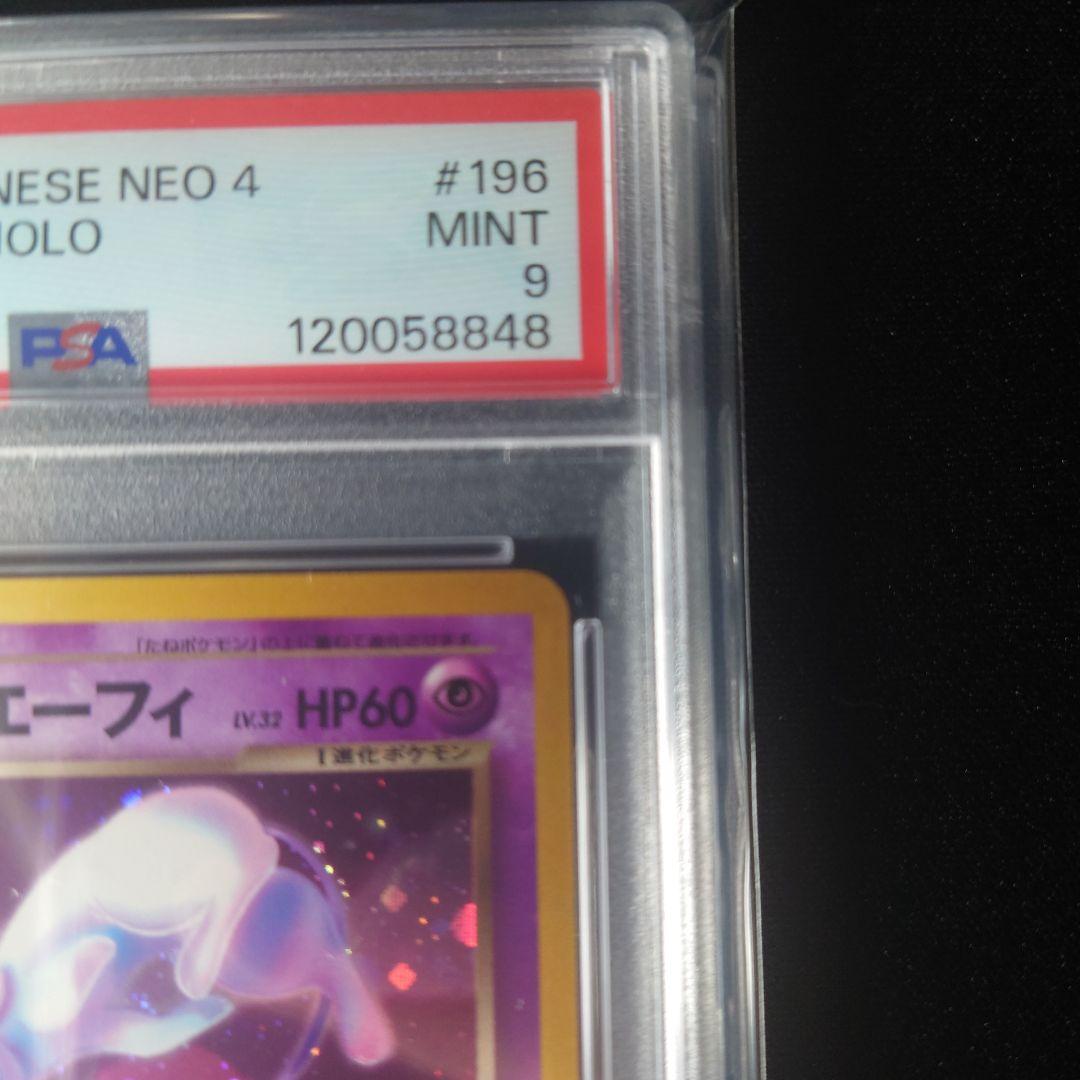 NESE NEO 4 #196
HOLO MINT
9
PSA 120058848
「たねポケモン」の上に重ねて進化させます。
エーフィ LV.32 HP60
1進化ポケモン